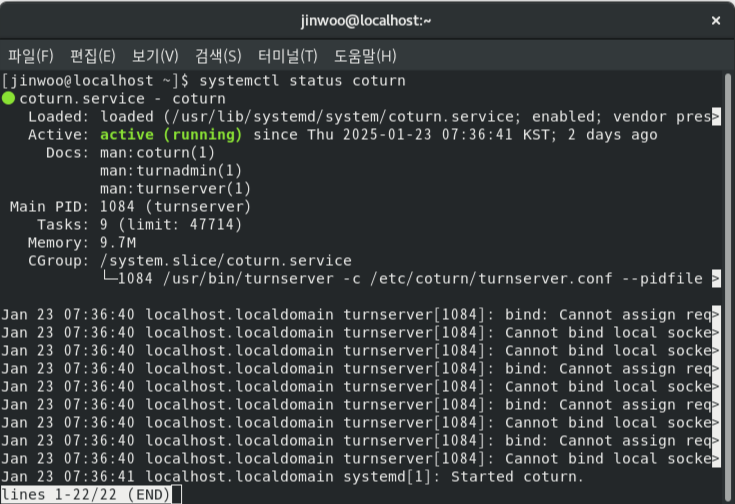 jinwoo@localhost:~
파일(F) 편집(E) 보기(V) 검색(S) 터미널(T) 도움말(H)
[jinwoo@localhost ~]$ systemctl status coturn
● coturn.service - coturn
Loaded: loaded (/usr/lib/systemd/system/coturn.service; enabled; vendor pres>
Active: active (running) since Thu 2025-01-23 07:36:41 KST; 2 days ago
Docs: man:coturn(1)
man:turnadmin(1)
man:turnserver(1)
Main PID: 1084 (turnserver)
Tasks: 9 (limit: 47714)
Memory: 9.7M
CGroup: /system.slice/coturn.service
└─1084 /usr/bin/turnserver -c /etc/coturn/turnserver.conf --pidfile >
Jan 23 07:36:40 localhost.localdomain turnserver[1084]: bind: Cannot assign req>
Jan 23 07:36:40 localhost.localdomain turnserver[1084]: Cannot bind local socke>
Jan 23 07:36:40 localhost.localdomain turnserver[1084]: Cannot bind local socke>
Jan 23 07:36:40 localhost.localdomain turnserver[1084]: bind: Cannot assign req>
Jan 23 07:36:40 localhost.localdomain turnserver[1084]: Cannot bind local socke>
Jan 23 07:36:40 localhost.localdomain turnserver[1084]: bind: Cannot assign req>
Jan 23 07:36:40 localhost.localdomain turnserver[1084]: Cannot bind local socke>
Jan 23 07:36:40 localhost.localdomain turnserver[1084]: bind: Cannot assign req>
Jan 23 07:36:40 localhost.localdomain turnserver[1084]: Cannot bind local socke>
Jan 23 07:36:41 localhost.localdomain systemd[1]: Started coturn.
lines 1-22/22 (END)